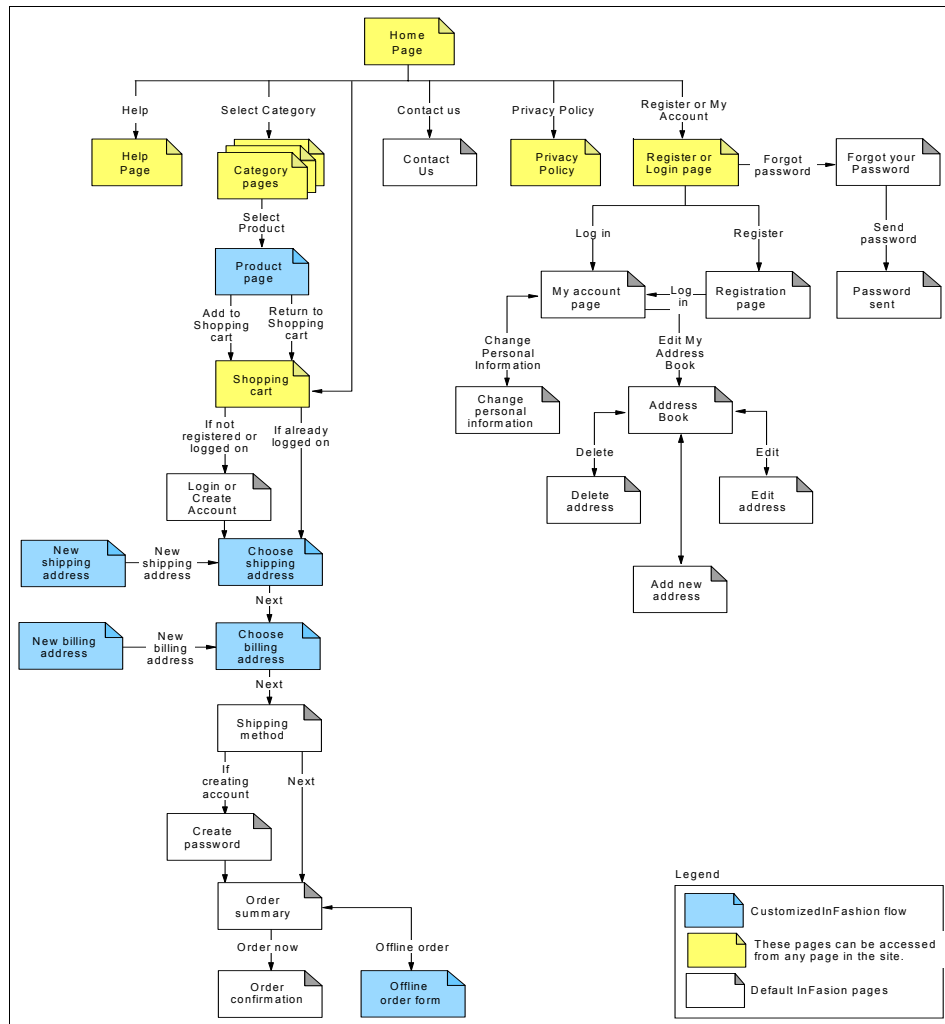 Home
Page
Help
Select Category
Contact us
Privacy Policy
Register or My
Account
Help
Page
Category
pages
Contact
Us
Privacy
Policy
Register or
Login page
Forgot
password
Forgot your
Password
Select
Product
Log in
Register
Send
password
Product
page
My account
page
Log
in
Registration
page
Password
sent
Add to
Shopping
cart
Return to
Shopping
cart
Change
Personal
Information
Edit My
Address
Book
Shopping
cart
Change
personal
information
Address
Book
If not
registered or
logged on
If already
logged on
Delete
Edit
Login or
Create
Account
Delete
address
Edit
address
New
shipping
address
New
shipping
address
Choose
shipping
address
Add new
address
Next
New billing
address
New
billing
address
Choose
billing
address
Next
Shipping
method
If
creating
account
Next
Create
password
Order
summary
Order now
Offline order
Order
confirmation
Offline
order form
Legend
CustomizedInFashion flow
These pages can be accessed
from any page in the site.
Default InFasion pages